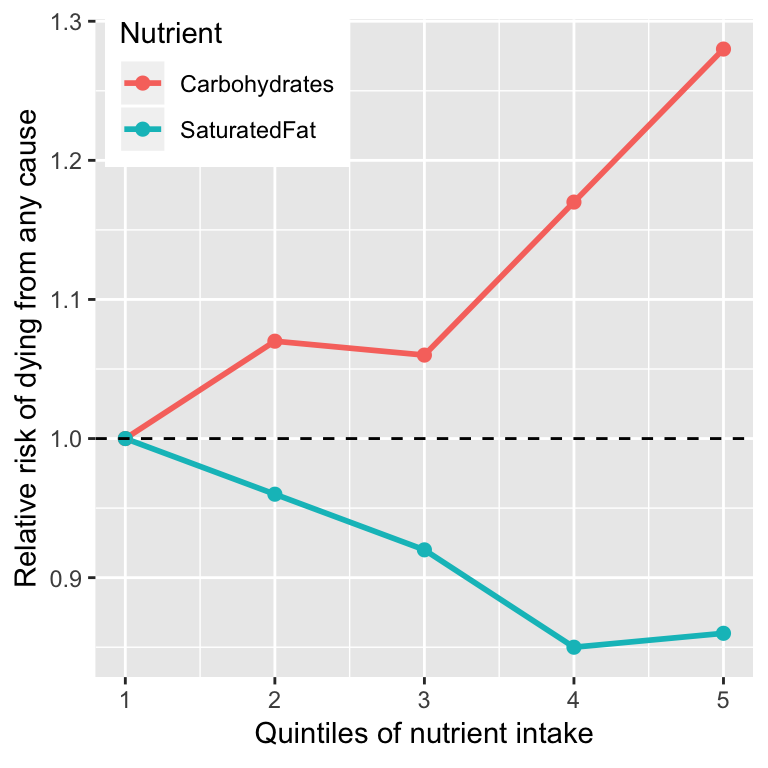 Nutrient
Carbohydrates
SaturatedFat
1.3
1.2
1.1
1.0
0.9
Relative risk of dying from any cause
1 2 3 4 5
Quintiles of nutrient intake